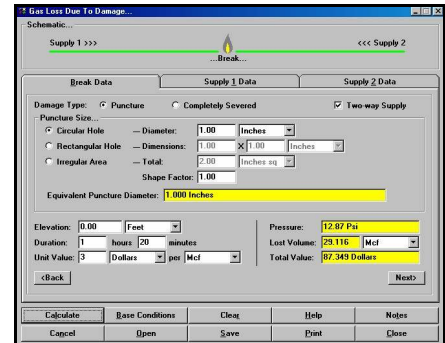 Gas Loss Due To Damage...
Schematic...
Supply 1 >>> <<< Supply 2
...Break...
Break Data Supply 1 Data Supply 2 Data
Damage Type: Puncture Completely Severed Two-way Supply
Puncture Size...
Circular Hole — Diameter: 1.00 Inches
Rectangular Hole — Dimensions: 1.00 X 1.00 Inches
Irregular Area — Total: 2.00 Inches sq
Shape Factor: 1.00
Equivalent Puncture Diameter: 1.000 Inches
Elevation: 0.00 Feet Pressure: 12.87 Psi
Duration: 1 hours 20 minutes Lost Volume: 29.116 Mcf
Unit Value: 3 Dollars per Mcf Total Value: 87.349 Dollars
<Back Next>
Calculate Base Conditions Clear Help Notes
Cancel Open Save Print Close